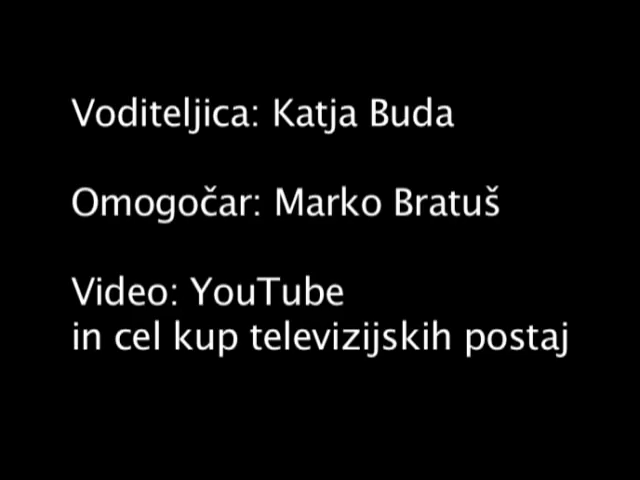 Voditeljica: Katja Buda
Omogočar: Marko Bratuš
Video: YouTube
in cel kup televizijskih postaj